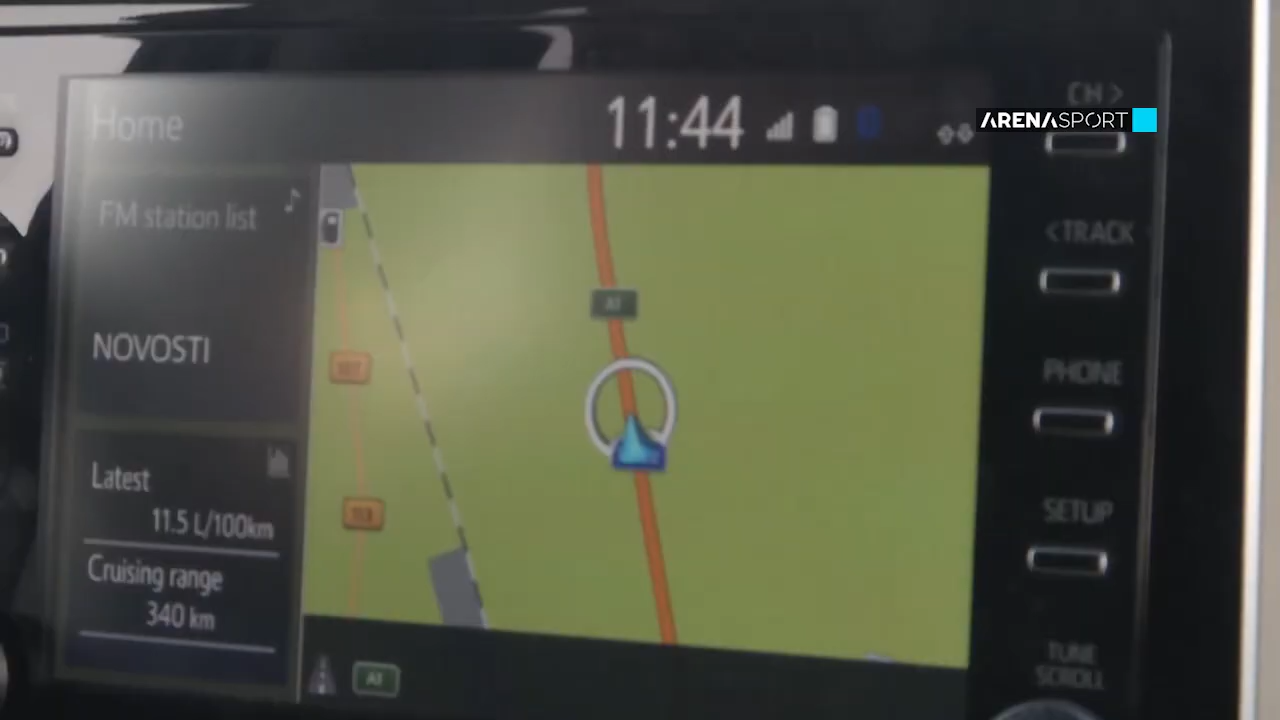 CH >
Home
11:44
ARENASPORT
FM station list
<TRACK
NOVOSTI
PHONE
Latest
11.5 L/100km
SETUP
Cruising range
340 km
TUNE
SCROLL